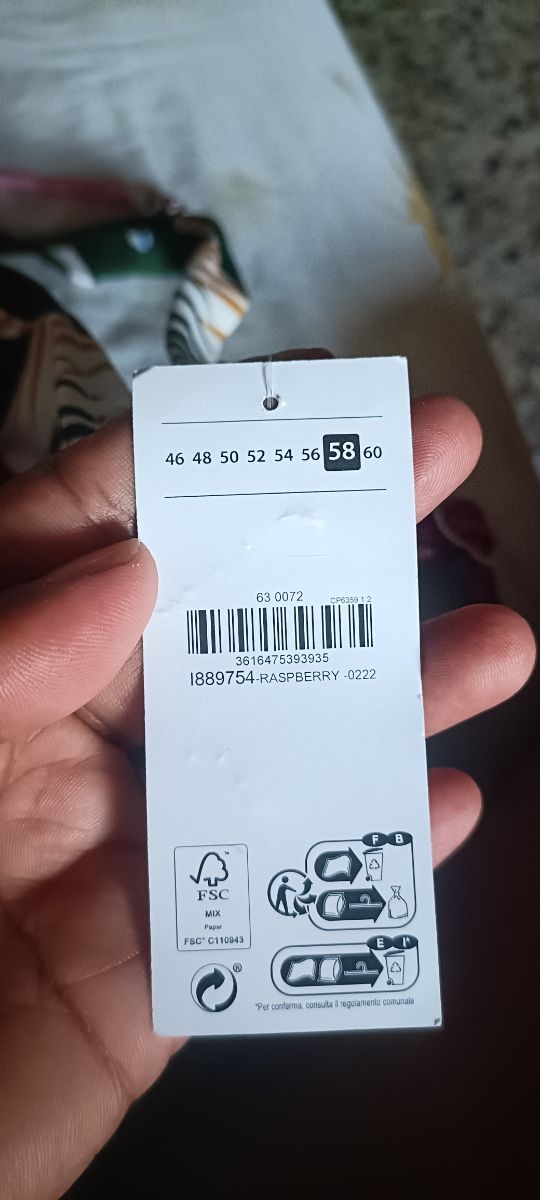 46 48 50 52 54 56 58 60
63 0072
CP6359 1.2
3616475393935
I889754-RASPBERRY -0222
F B
FSC™
MIX
Paper
FSC™ C110943
E I*
®
*Per conferma, consulta il regolamento comunale